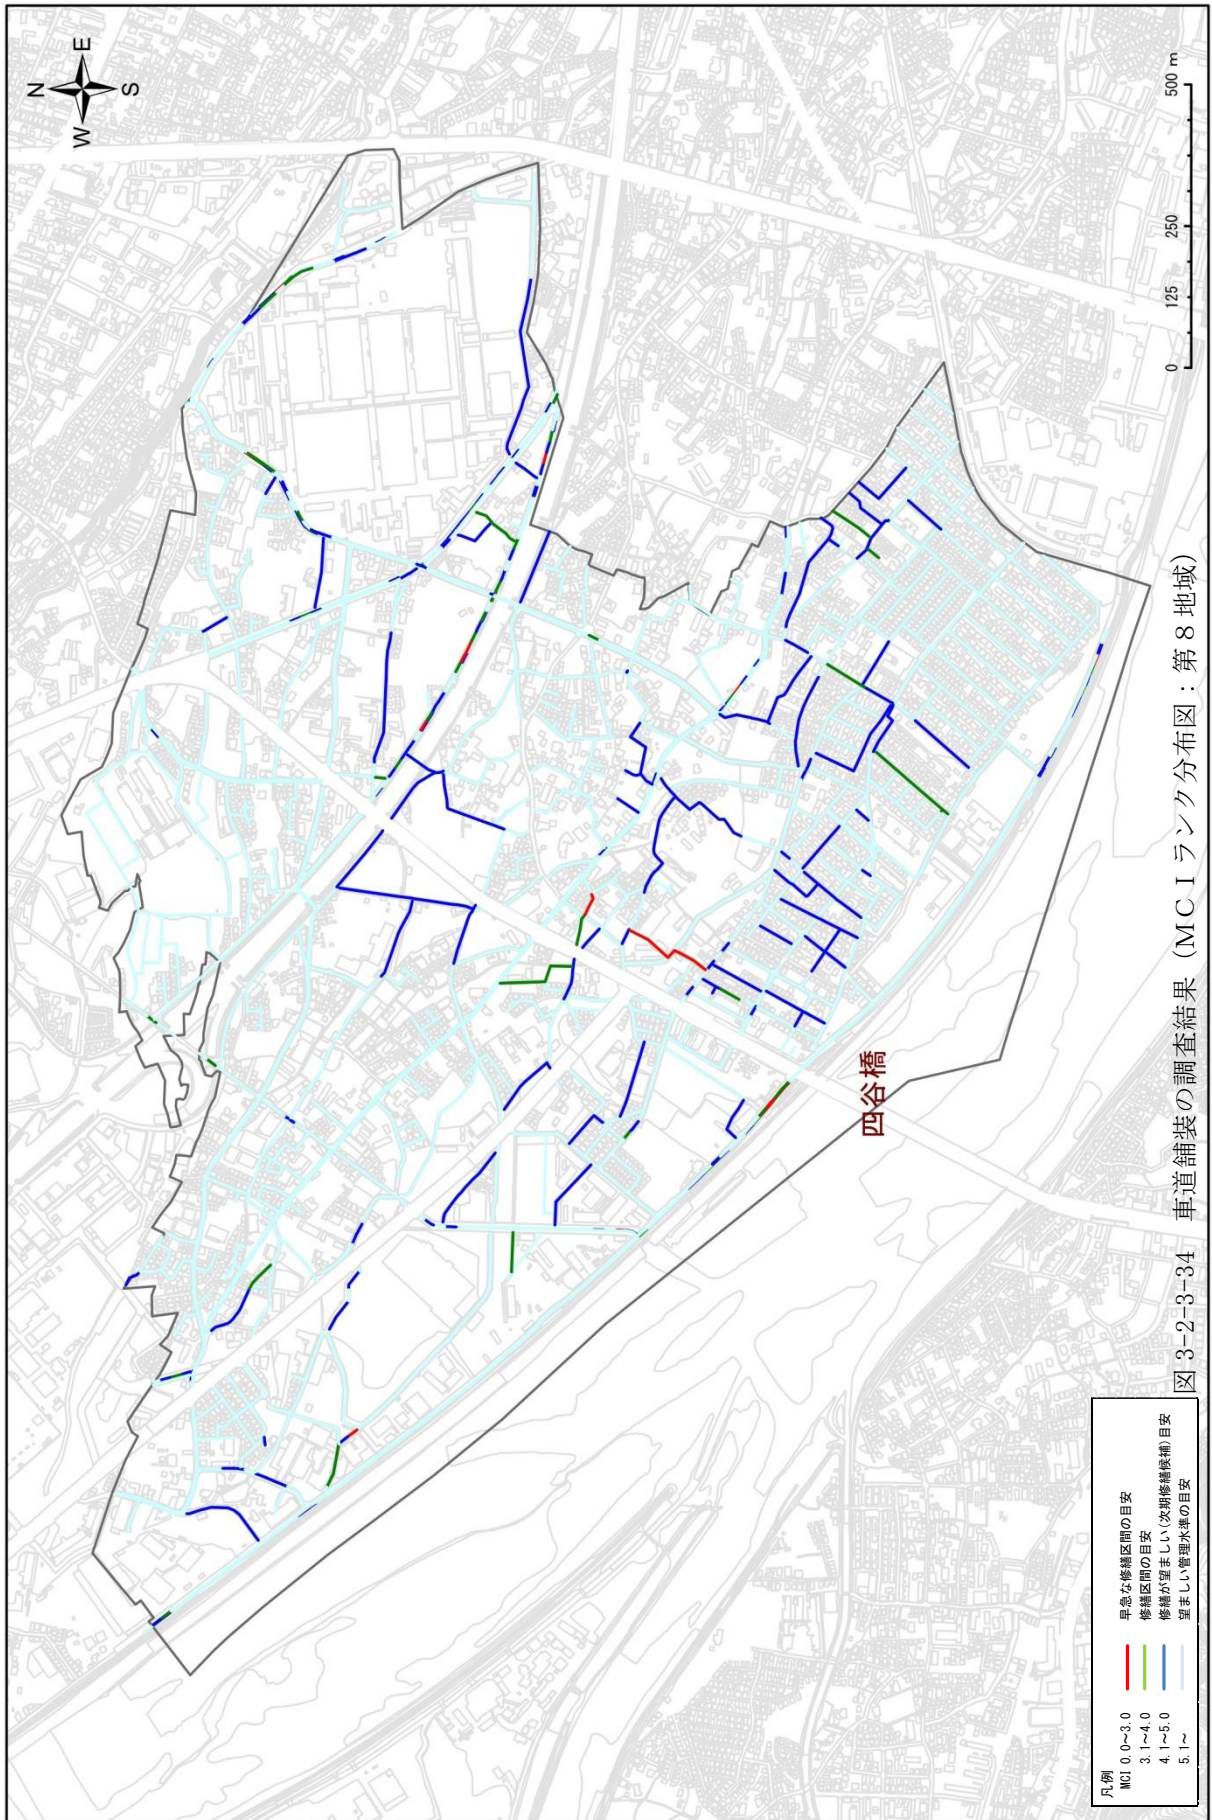 N
W E
S
四谷橋
0 125 250 500 m
凡例
MCI 0.0~3.0 早急な修繕区間の目安
3.1~4.0 修繕区間の目安
4.1~5.0 修繕が望ましい(次期修繕候補)目安
5.1~ 望ましい管理水準の目安
図 3-2-3-34 車道舗装の調査結果（ＭＣＩランク分布図：第８地域）